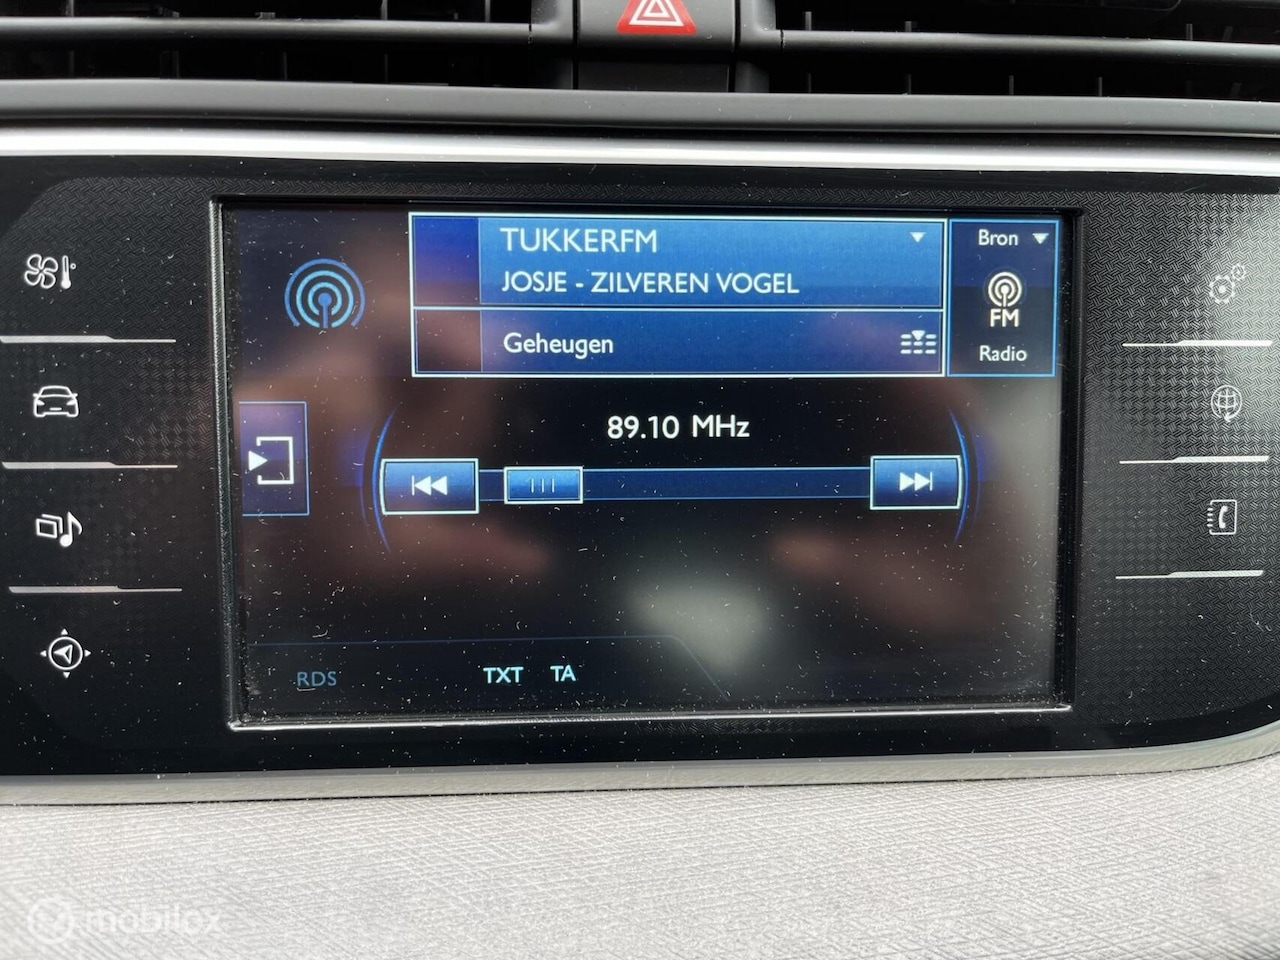 TUKKERFM
JOSJE - ZILVEREN VOGEL
Geheugen
Bron
FM
Radio
89.10 MHz
RDS
TXT TA
mobilox